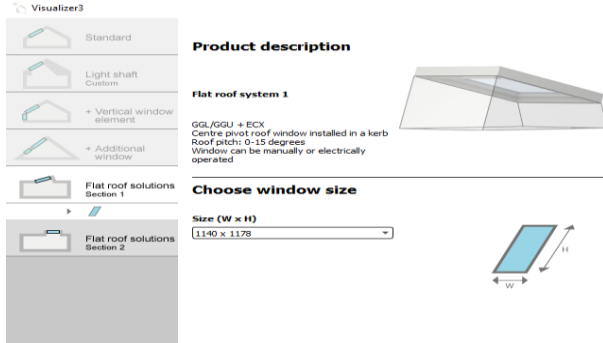 Visualizer3
Standard
Light shaft
Custom
+ Vertical window
element
+ Additional
window
Flat roof solutions
Section 1
Flat roof solutions
Section 2
Product description
Flat roof system 1
GGL/GGU + ECX
Centre pivot roof window installed in a kerb
Roof pitch: 0-15 degrees
Window can be manually or electrically
operated
Choose window size
Size (W x H)
1140 x 1178
H
W